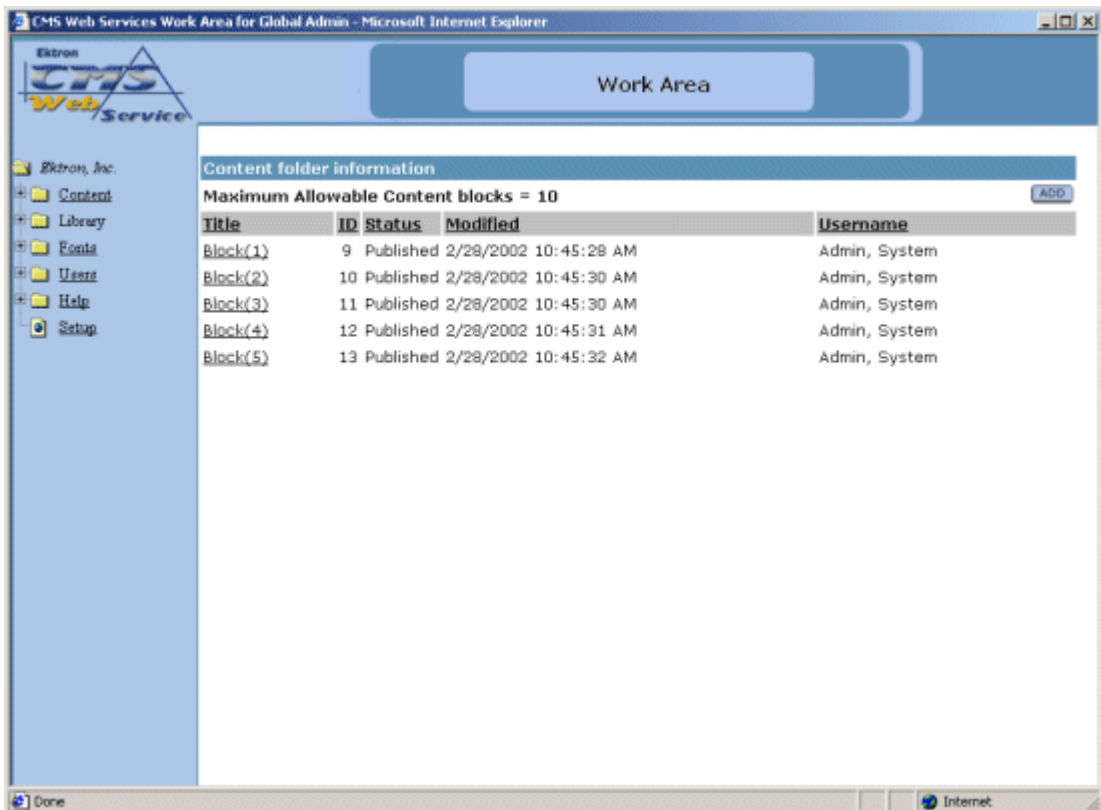 CMS Web Services Work Area for Global Admin - Microsoft Internet Explorer
Ektron
CMS
Web
Service
Work Area
Ektron, Inc.
Content
Library
Fonts
Users
Help
Setup
Content folder information
Maximum Allowable Content blocks = 10
ADD
Title ID Status Modified Username
Block(1) 9 Published 2/28/2002 10:45:28 AM Admin, System
Block(2) 10 Published 2/28/2002 10:45:30 AM Admin, System
Block(3) 11 Published 2/28/2002 10:45:30 AM Admin, System
Block(4) 12 Published 2/28/2002 10:45:31 AM Admin, System
Block(5) 13 Published 2/28/2002 10:45:32 AM Admin, System
Done
Internet